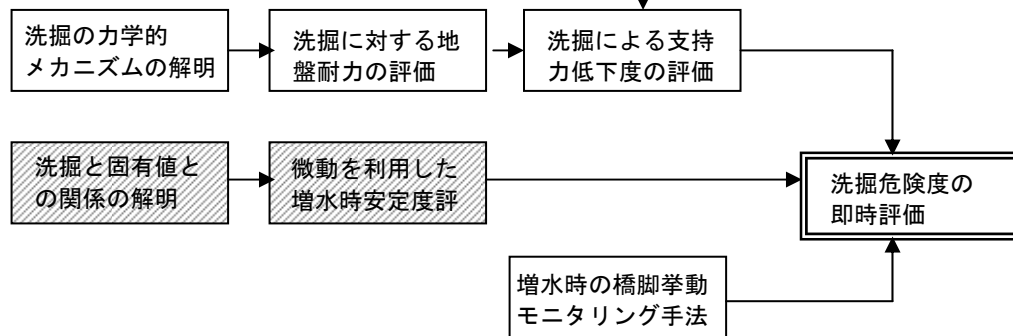 洗掘の力学的
メカニズムの解明
洗掘に対する地
盤耐力の評価
洗掘による支持
力低下度の評価
洗掘と固有値と
の関係の解明
微動を利用した
増水時安定度評
洗掘危険度の
即時評価
増水時の橋脚挙動
モニタリング手法